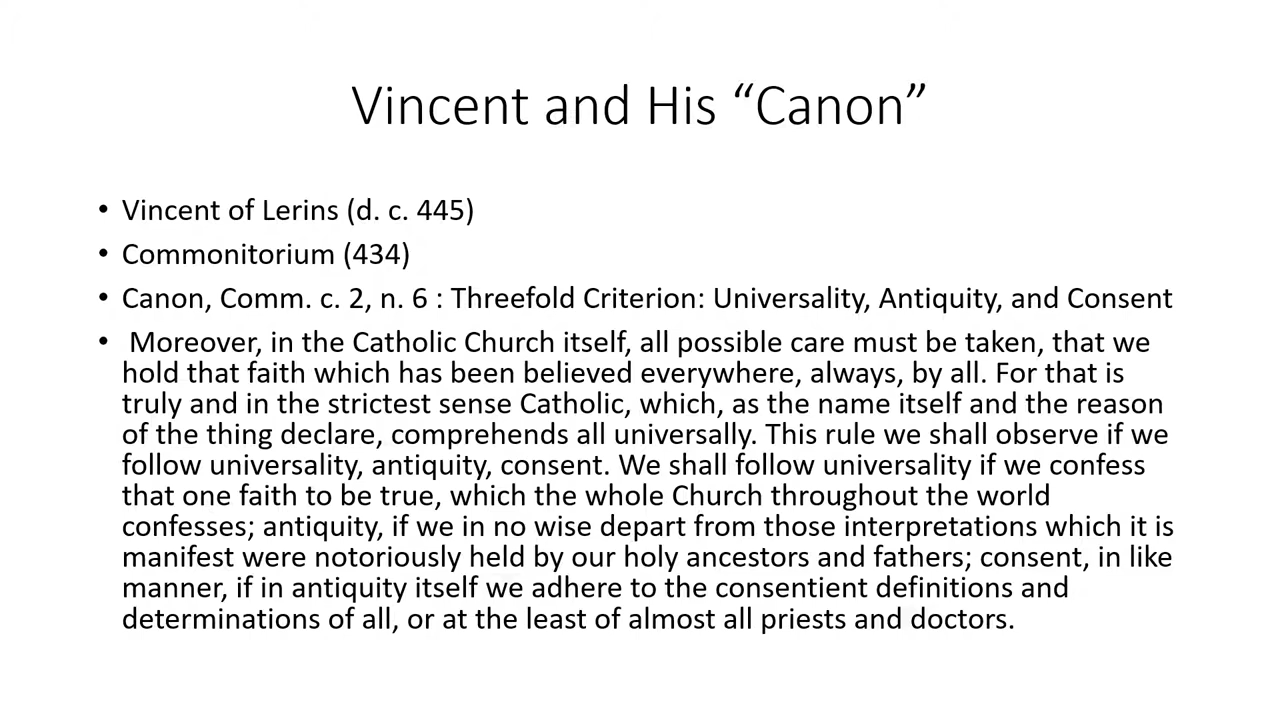 Vincent and His “Canon”
• Vincent of Lerins (d. c. 445)
• Commonitorium (434)
• Canon, Comm. c. 2, n. 6 : Threefold Criterion: Universality, Antiquity, and Consent
• Moreover, in the Catholic Church itself, all possible care must be taken, that we
hold that faith which has been believed everywhere, always, by all. For that is
truly and in the strictest sense Catholic, which, as the name itself and the reason
of the thing declare, comprehends all universally. This rule we shall observe if we
follow universality, antiquity, consent. We shall follow universality if we confess
that one faith to be true, which the whole Church throughout the world
confesses; antiquity, if we in no wise depart from those interpretations which it is
manifest were notoriously held by our holy ancestors and fathers; consent, in like
manner, if in antiquity itself we adhere to the consentient definitions and
determinations of all, or at the least of almost all priests and doctors.